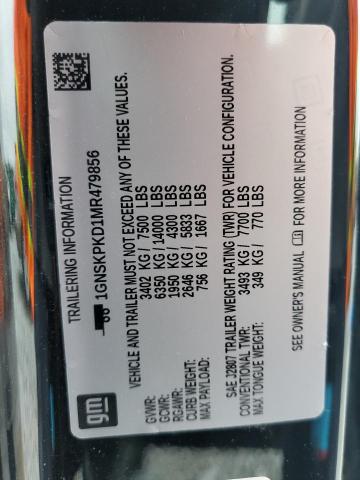 gm
TRAILERING INFORMATION
1GNSKPKD1MR479856
VEHICLE AND TRAILER MUST NOT EXCEED ANY OF THESE VALUES.
GVWR: 3402 KG / 7500 LBS
GCWR: 6350 KG / 14000 LBS
RGAWR: 1950 KG / 4300 LBS
CURB WEIGHT: 2646 KG / 5833 LBS
MAX PAYLOAD: 756 KG / 1667 LBS
SAE J2807 TRAILER WEIGHT RATING (TWR) FOR VEHICLE CONFIGURATION.
CONVENTIONAL TWR: 3493 KG / 7700 LBS
MAX TONGUE WEIGHT: 349 KG / 770 LBS
SEE OWNER'S MANUAL FOR MORE INFORMATION